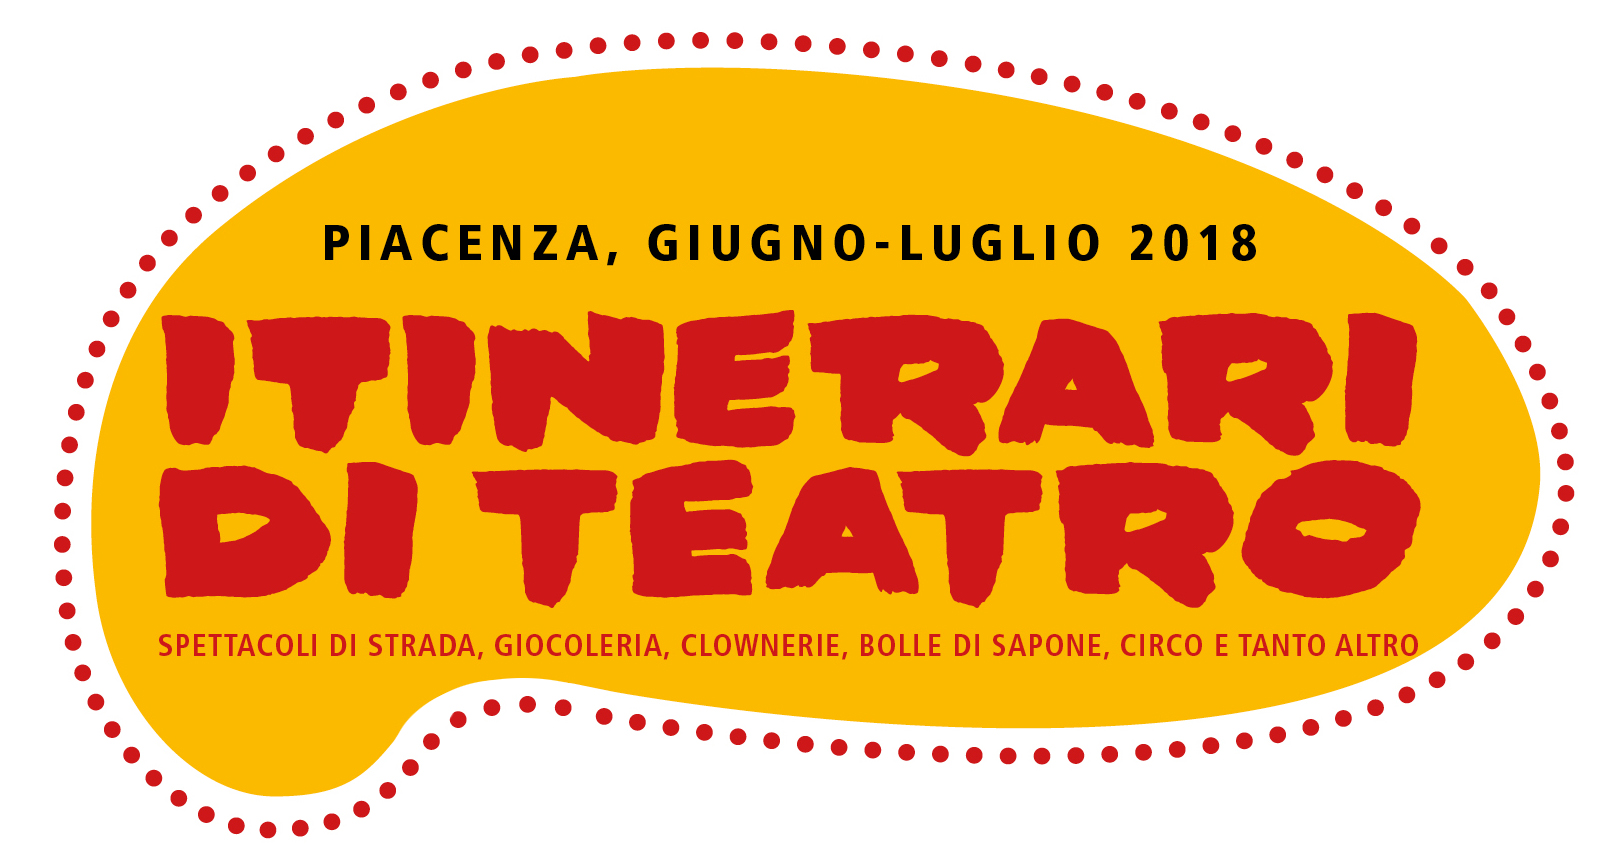 PIACENZA, GIUGNO-LUGLIO 2018
ITINERARI
DI TEATRO
SPETTACOLI DI STRADA, GIOCOLERIA, CLOWNERIE, BOLLE DI SAPONE, CIRCO E TANTO ALTRO